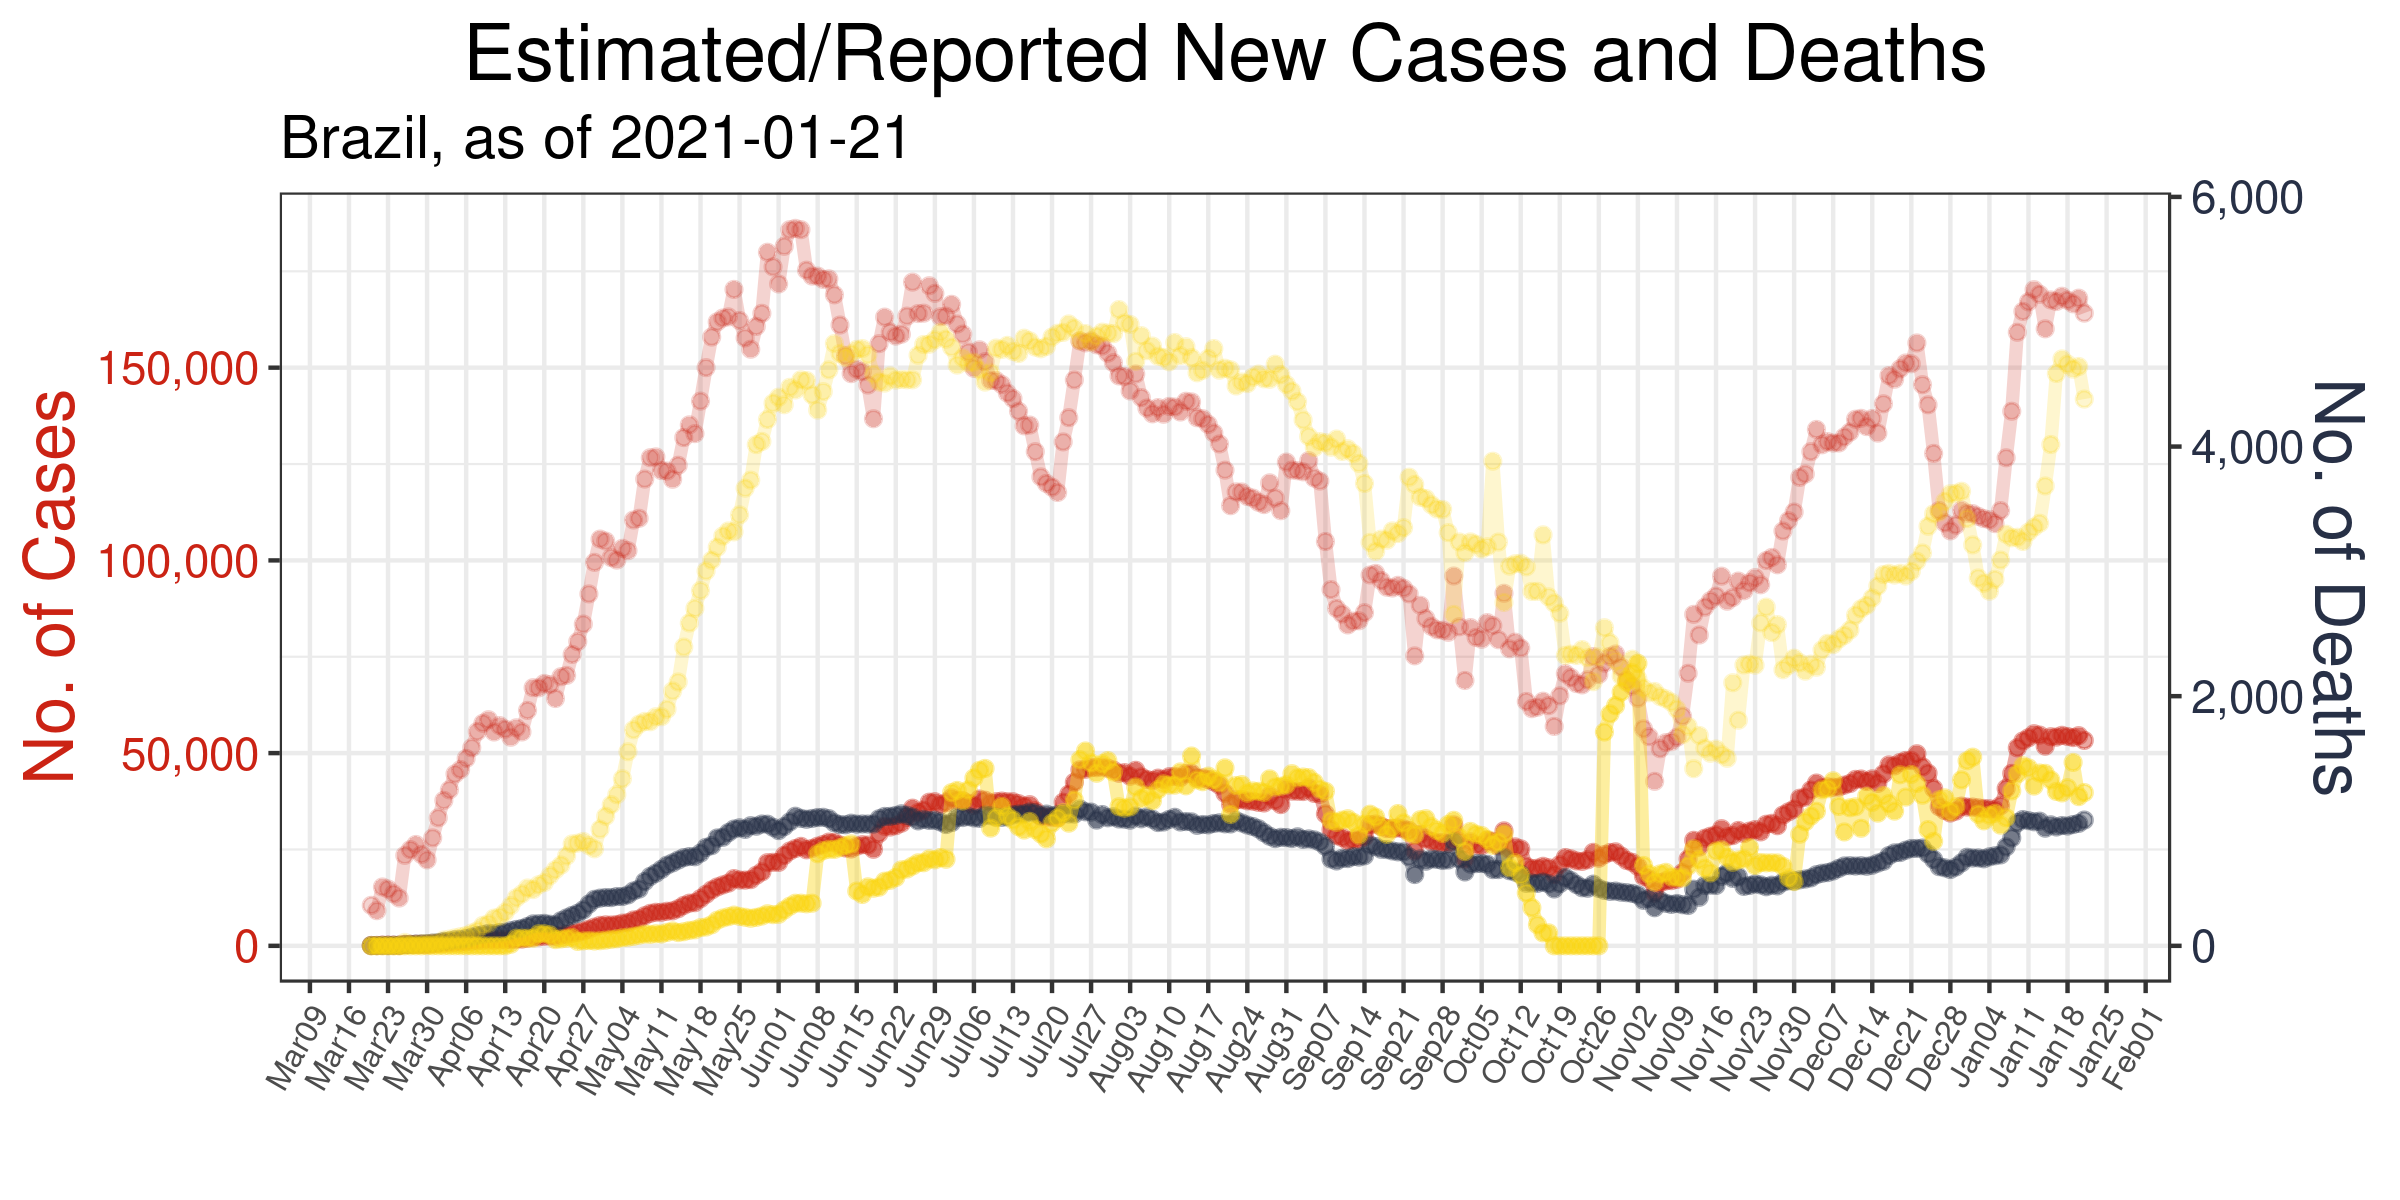 Estimated/Reported New Cases and Deaths
Brazil, as of 2021-01-21
No. of Cases
150,000
100,000
50,000
0
6,000
4,000
2,000
0
No. of Deaths
Mar09
Mar16
Mar23
Mar30
Apr06
Apr13
Apr20
Apr27
May04
May11
May18
May25
Jun01
Jun08
Jun15
Jun22
Jun29
Jul06
Jul13
Jul20
Jul27
Aug03
Aug10
Aug17
Aug24
Aug31
Sep07
Sep14
Sep21
Sep28
Oct05
Oct12
Oct19
Oct26
Nov02
Nov09
Nov16
Nov23
Nov30
Dec07
Dec14
Dec21
Dec28
Jan04
Jan11
Jan18
Jan25
Feb01